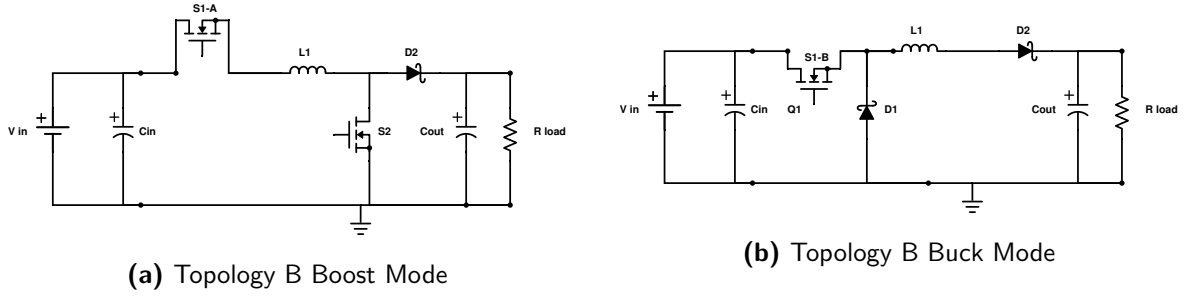 S1-A
L1
D2
V in
+
Cin
+
S2
Cout
+
R load
(a) Topology B Boost Mode
L1
D2
S1-B
V in
+
Cin
+
Q1
D1
Cout
+
R load
(b) Topology B Buck Mode